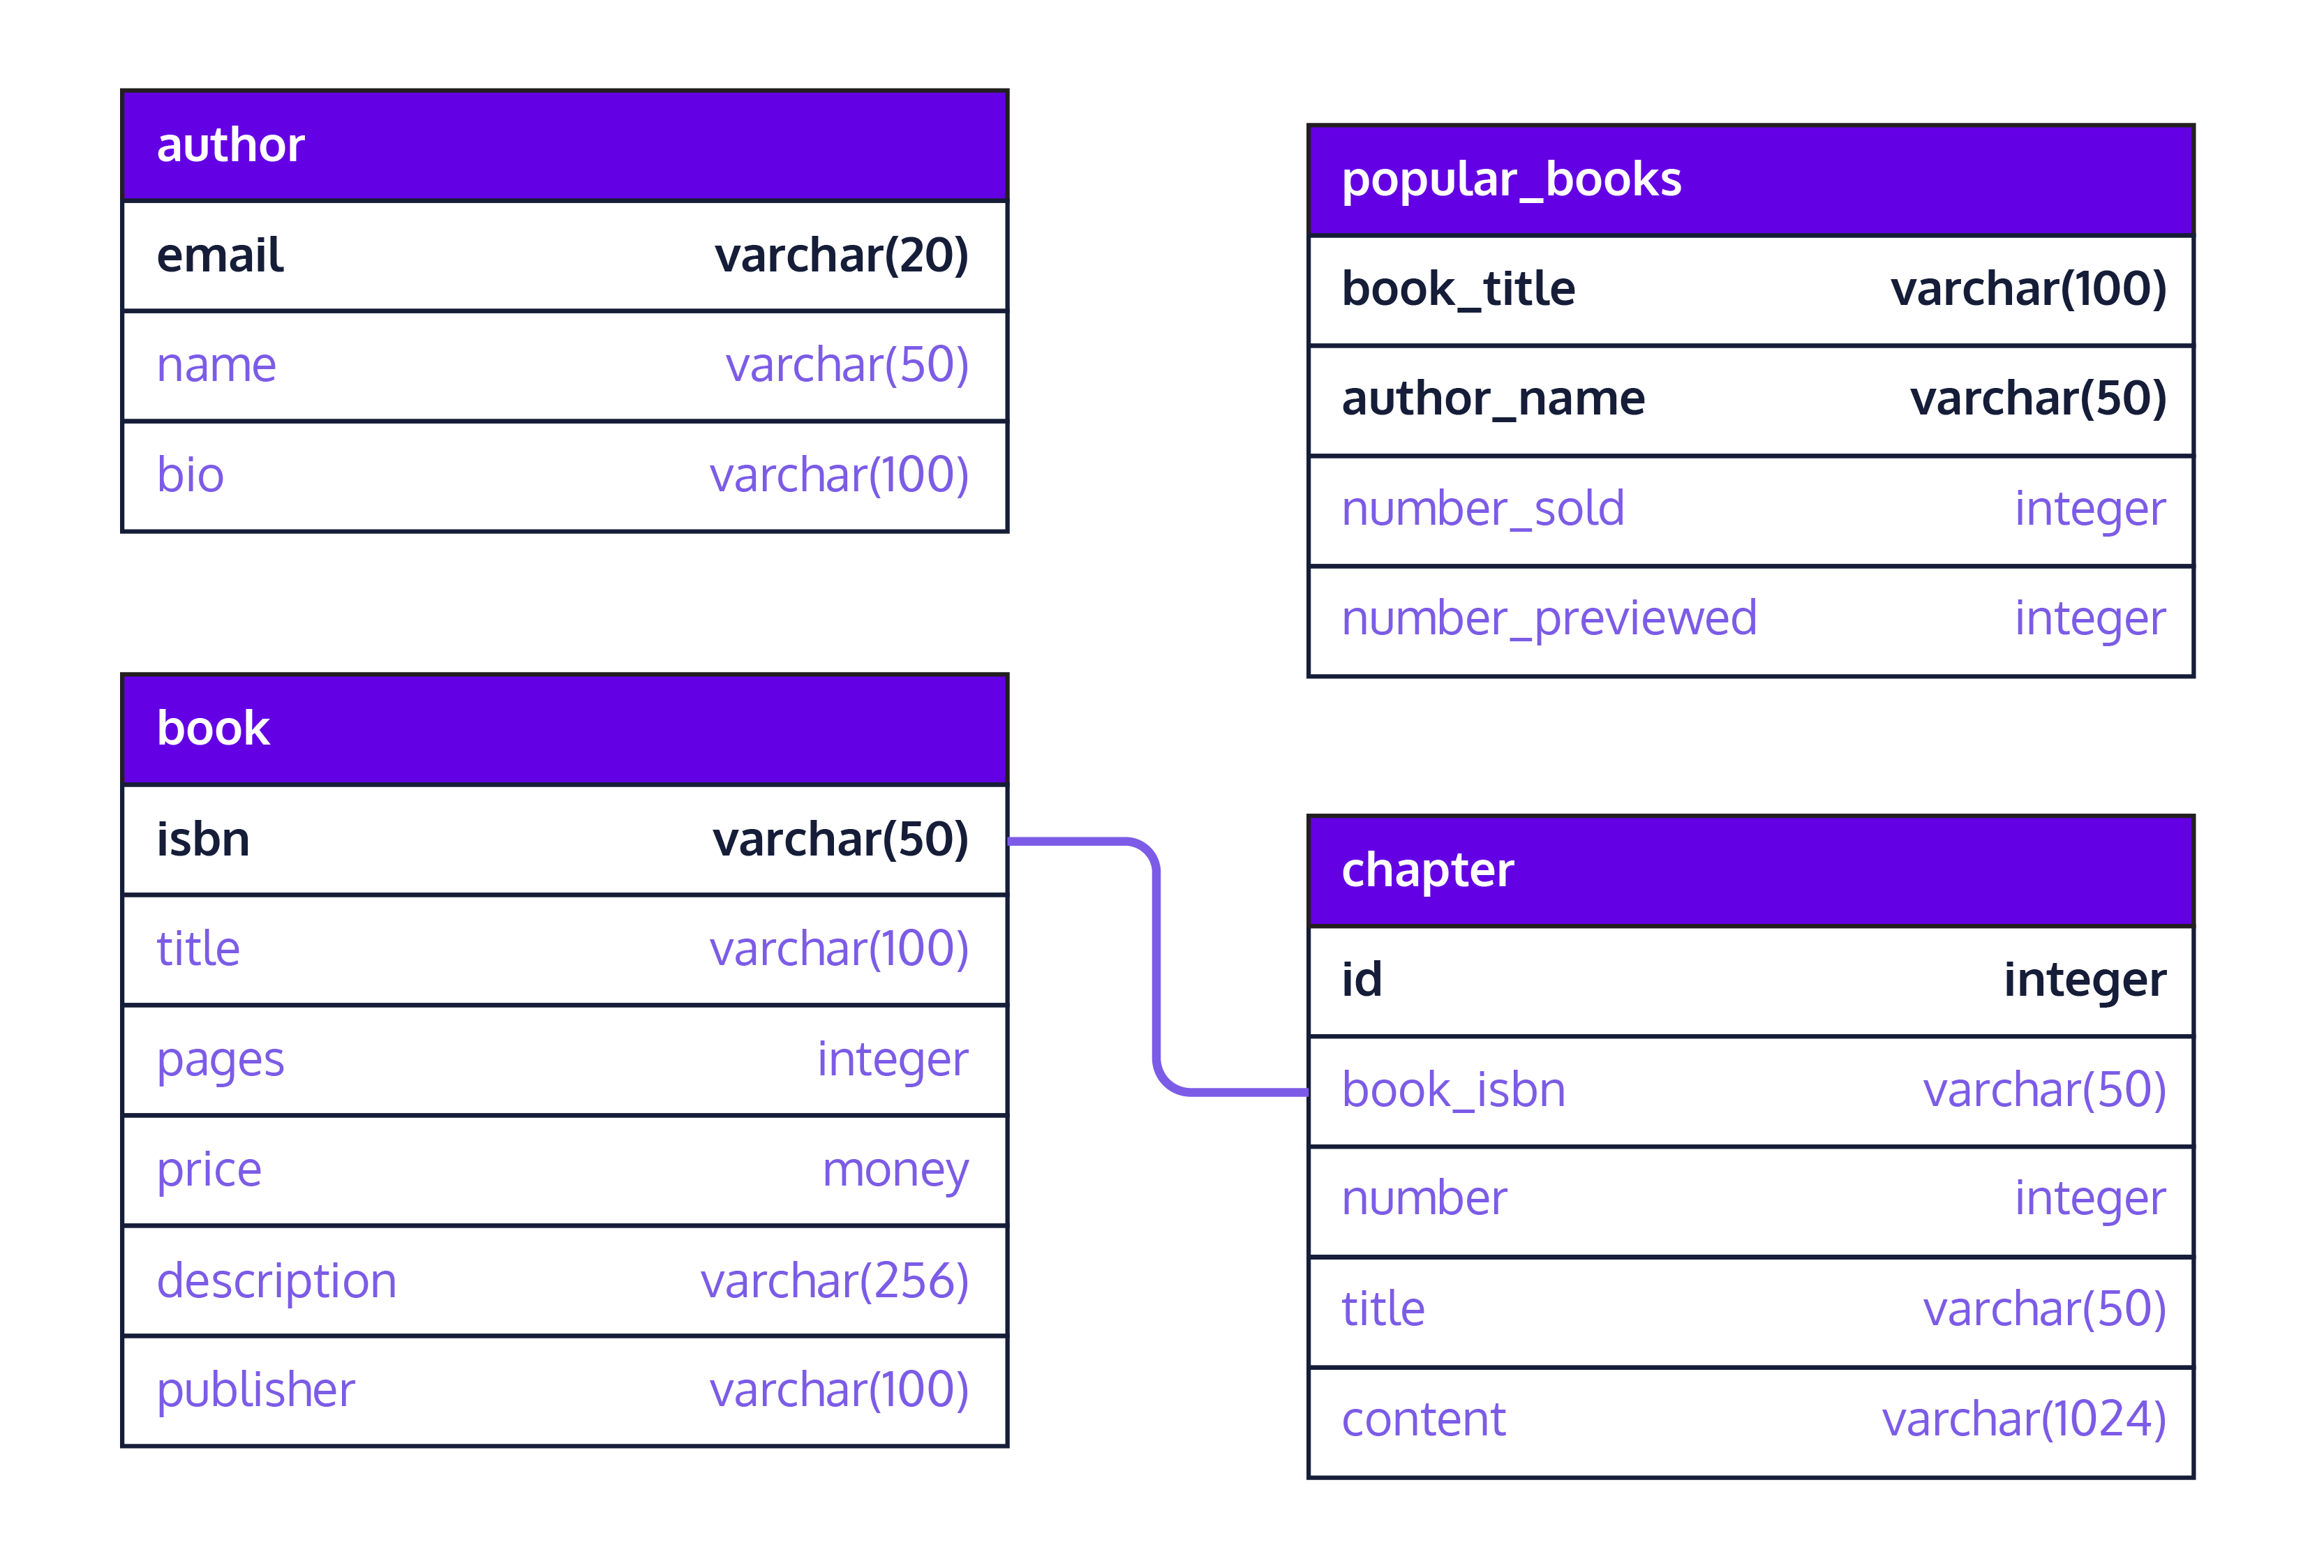 author
email varchar(20)
name varchar(50)
bio varchar(100)
popular_books
book_title varchar(100)
author_name varchar(50)
number_sold integer
number_previewed integer
book
isbn varchar(50)
title varchar(100)
pages integer
price money
description varchar(256)
publisher varchar(100)
chapter
id integer
book_isbn varchar(50)
number integer
title varchar(50)
content varchar(1024)